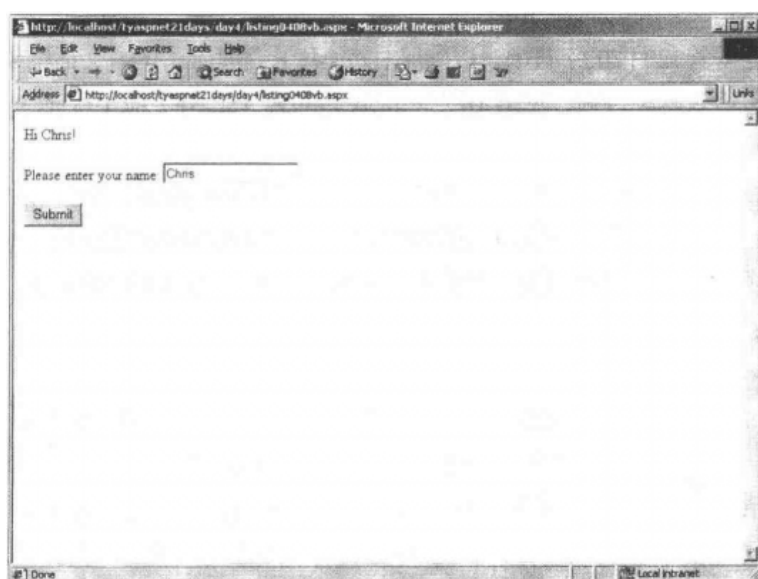 http://localhost/tyaspnet21days/day4/listing0408vb.aspx - Microsoft Internet Explorer
File Edit View Favorites Tools Help
Back Search Favorites History
Address http://localhost/tyaspnet21days/day4/listing0408vb.aspx Links
Hi Chris!
Please enter your name Chris
Submit
Done Local intranet